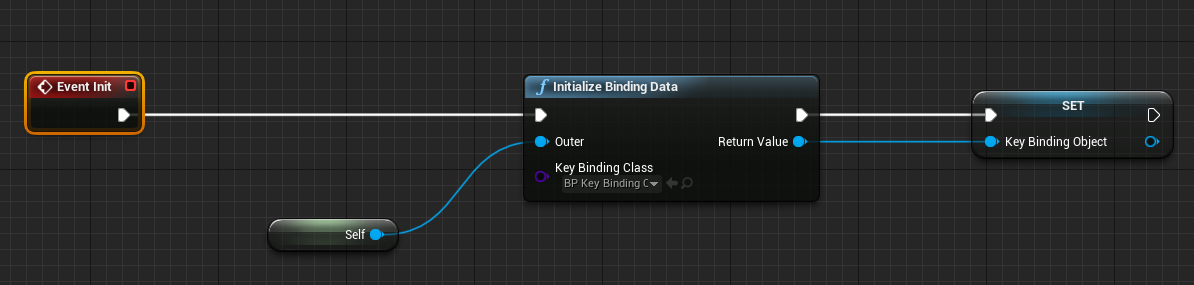 Event Init
Initialize Binding Data
SET
Outer
Return Value
Key Binding Object
Key Binding Class
BP Key Binding
Self